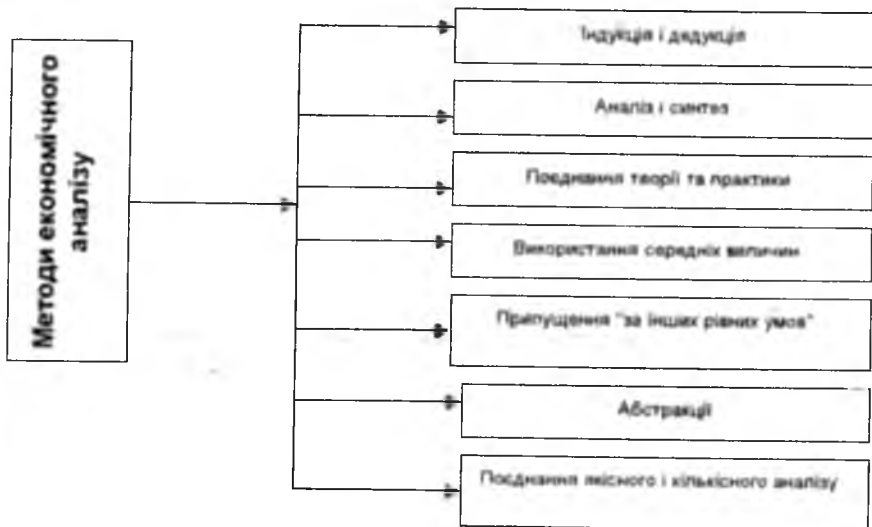 Методи економічного
аналізу
Індукція і дедукція
Аналіз і синтез
Поєднання теорії та практики
Використання середніх величин
Припущення "за інших рівних умов"
Абстракції
Поєднання якісного і кількісного аналізу